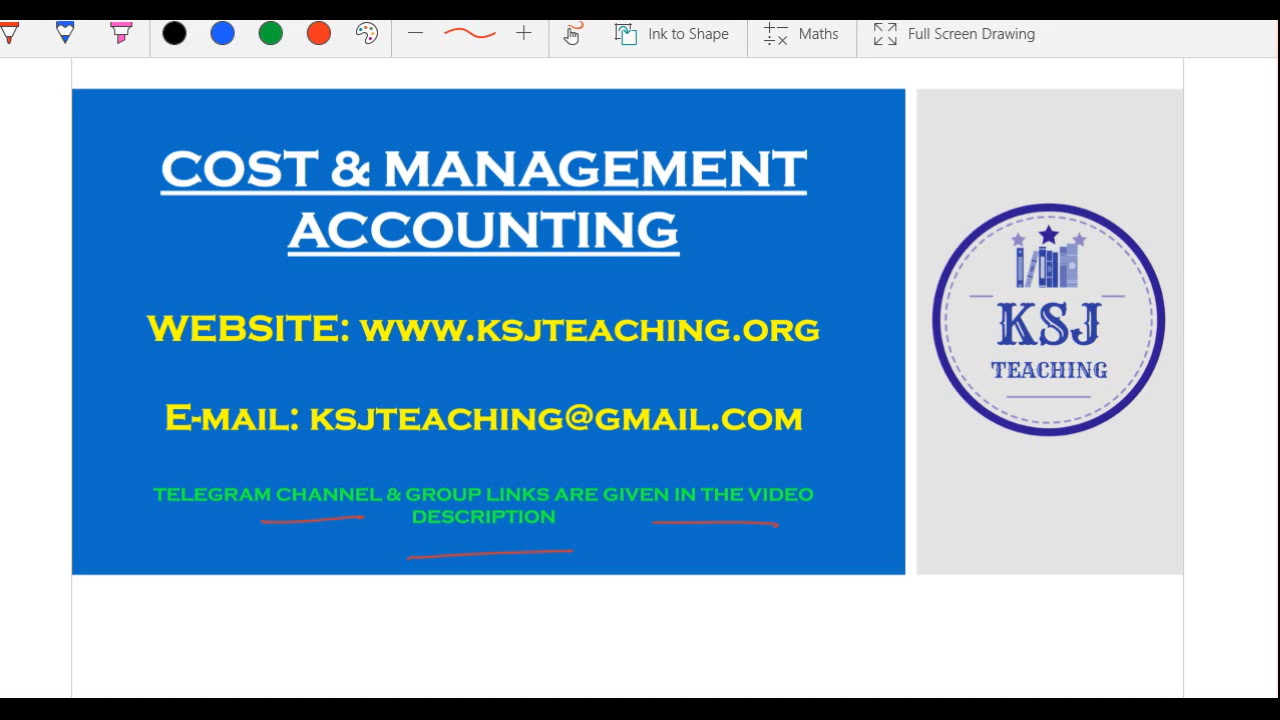 Ink to Shape
Maths
Full Screen Drawing
COST & MANAGEMENT
ACCOUNTING
WEBSITE: WWW.KSJTEACHING.ORG
E-MAIL: KSJTEACHING@GMAIL.COM
TELEGRAM CHANNEL & GROUP LINKS ARE GIVEN IN THE VIDEO
DESCRIPTION
KSJ
TEACHING